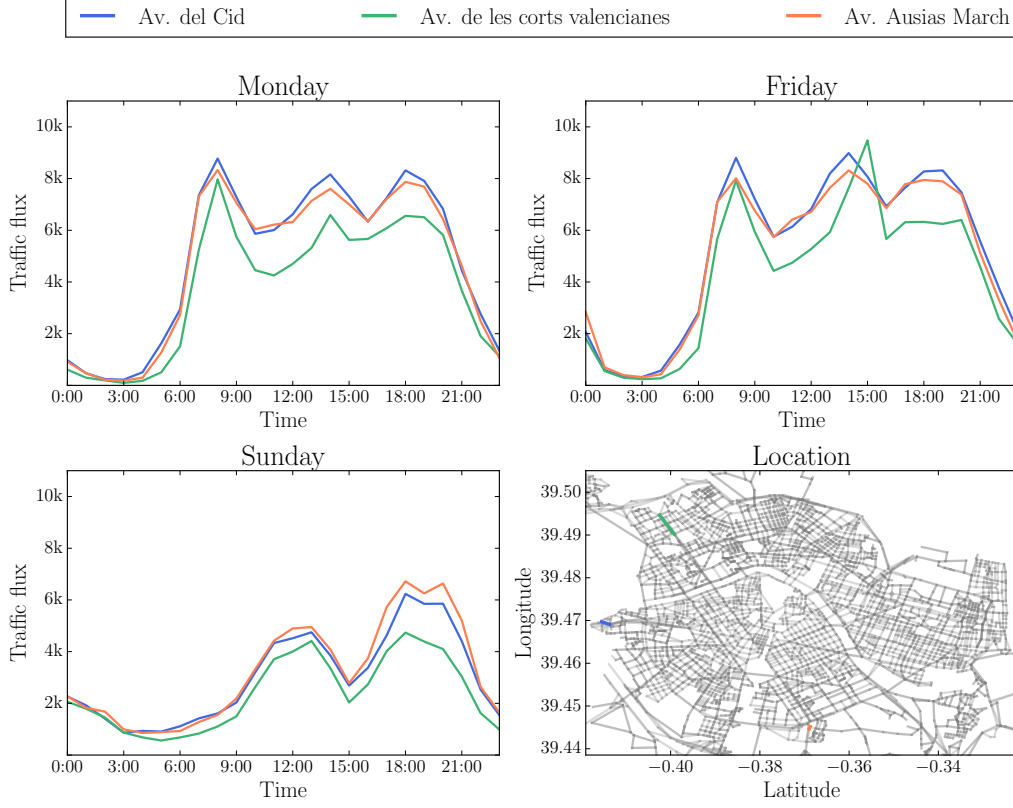 Av. del Cid Av. de les corts valencianes Av. Ausias March
Monday
10k
8k
6k
4k
2k
Traffic flux
0:00 3:00 6:00 9:00 12:00 15:00 18:00 21:00
Time
Friday
10k
8k
6k
4k
2k
Traffic flux
0:00 3:00 6:00 9:00 12:00 15:00 18:00 21:00
Time
Sunday
10k
8k
6k
4k
2k
Traffic flux
0:00 3:00 6:00 9:00 12:00 15:00 18:00 21:00
Time
Location
39.50
39.49
39.48
39.47
39.46
39.45
39.44
Longitude
−0.40 −0.38 −0.36 −0.34
Latitude